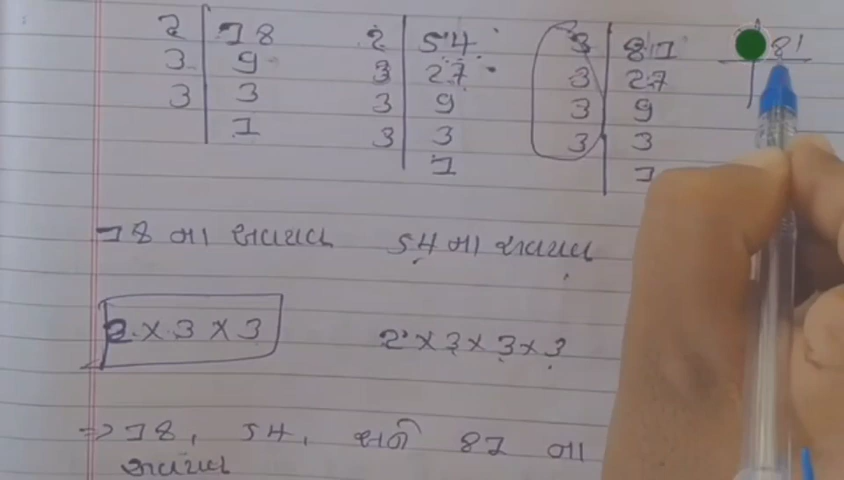 2 | 18   2 | 54   3 | 81   81
3 | 9   3 | 27   3 | 27
3 | 3   3 | 9   3 | 9
1   3 | 3   3 | 3
1   1
18 ના અવયવ   54 ના અવયવ
2 × 3 × 3   2 × 3 × 3 × 3
⇒ 18, 54, અને 81 ના
અવયવ